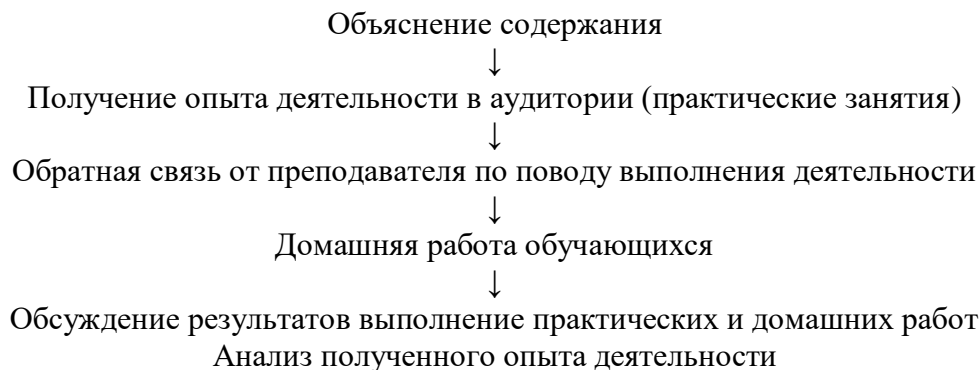 Объяснение содержания
↓
Получение опыта деятельности в аудитории (практические занятия)
↓
Обратная связь от преподавателя по поводу выполнения деятельности
↓
Домашняя работа обучающихся
↓
Обсуждение результатов выполнение практических и домашних работ
Анализ полученного опыта деятельности